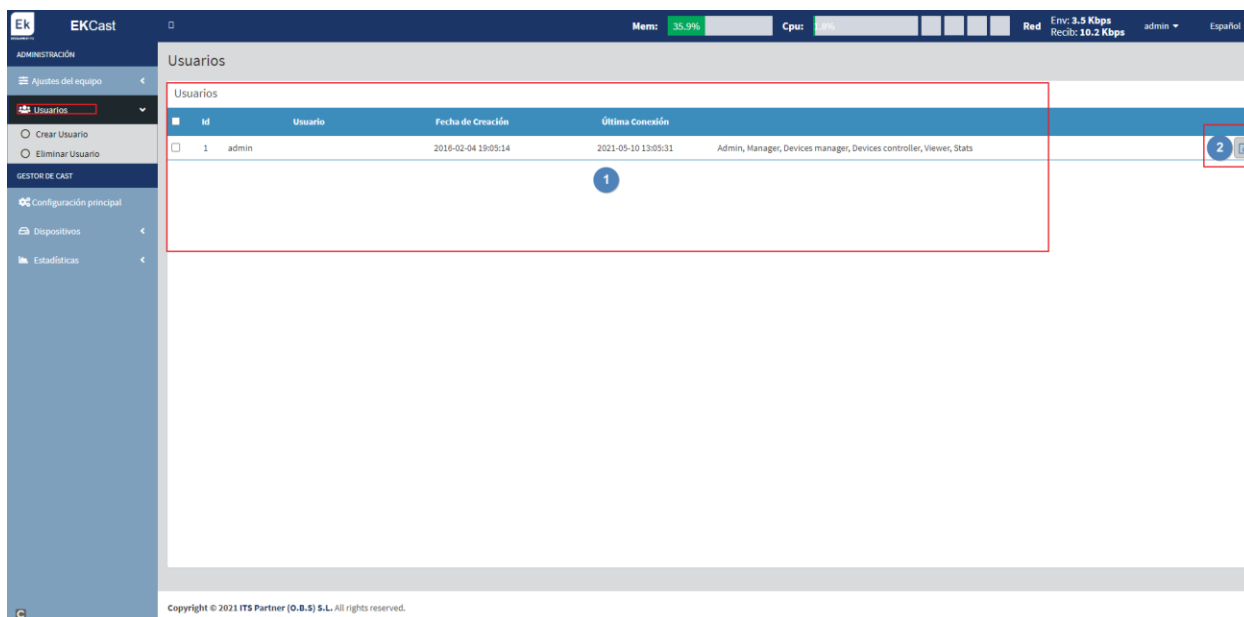 Ek EKCast Mem: 35.9% Cpu: 1.8% Red Env: 3.5 Kbps admin Español
Recib: 10.2 Kbps
ADMINISTRACIÓN
Ajustes del equipo
Usuarios
Crear Usuario
Eliminar Usuario
GESTOR DE CAST
Configuración principal
Dispositivos
Estadísticas
Usuarios
Usuarios
Id Usuario Fecha de Creación Última Conexión
1 admin 2016-02-04 19:05:14 2021-05-10 13:05:31 Admin, Manager, Devices manager, Devices controller, Viewer, Stats 2
1
Copyright © 2021 ITS Partner (O.B.S) S.L. All rights reserved.